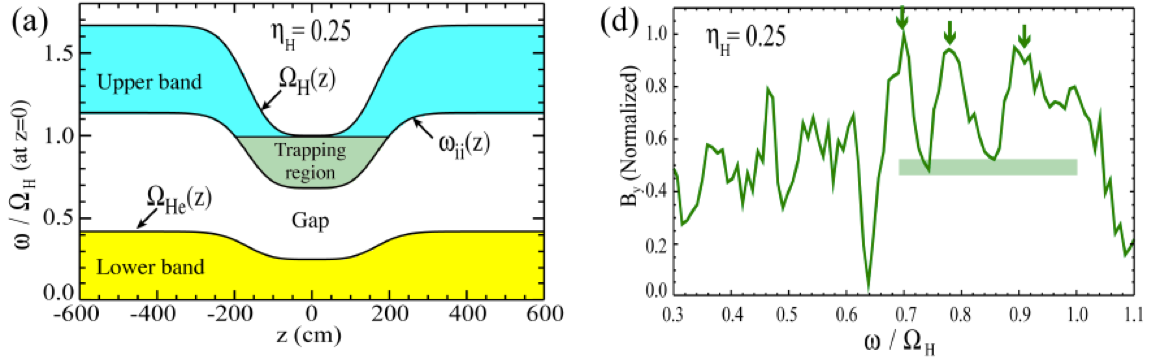 (a)
η_H = 0.25
1.5
1.0
0.5
0.0
ω / Ω_H (at z=0)
Upper band
Ω_H(z)
Trapping
region
ω_ii(z)
Ω_He(z)
Gap
Lower band
-600 -400 -200 0 200 400 600
z (cm)
(d)
η_H = 0.25
1.0
0.8
0.6
0.4
0.2
0.0
B_y (Normalized)
0.3 0.4 0.5 0.6 0.7 0.8 0.9 1.0 1.1
ω / Ω_H